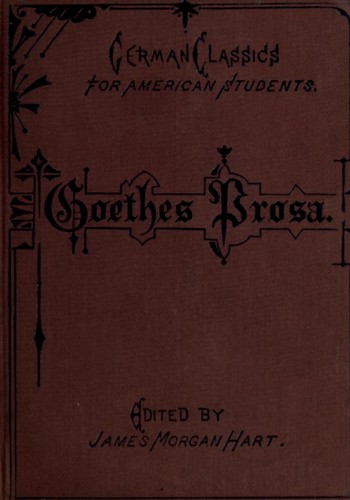 German Classics
for American Students.
Goethes Prosa.
Edited by
James Morgan Hart.